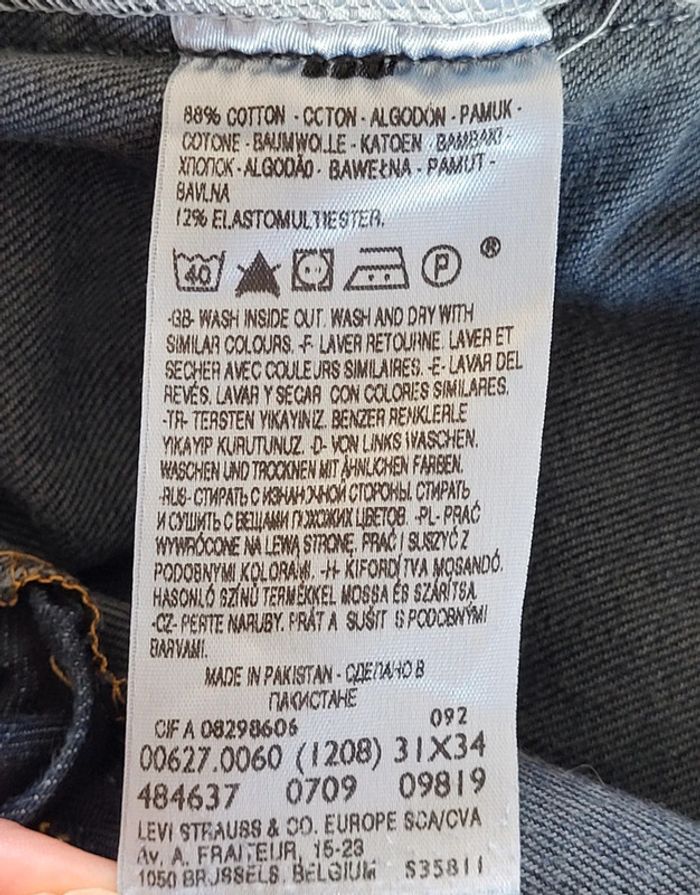 88% COTTON - COTON - ALGODÓN - PAMUK -
COTONE - BAUMWOLLE - KATOEN - BAMBAKI -
ХЛОПОК - ALGODÃO - BAWEŁNA - PAMUT -
BAVLNA
12% ELASTOMULTIESTER.
40 P ®
-GB- WASH INSIDE OUT. WASH AND DRY WITH
SIMILAR COLOURS. -F- LAVER RETOURNE. LAVER ET
SECHER AVEC COULEURS SIMILAIRES. -E- LAVAR DEL
REVÉS. LAVAR Y SECAR CON COLORES SIMILARES.
-TR- TERSTEN YIKAYINIZ. BENZER RENKLERLE
YIKAYIP KURUTUNUZ. -D- VON LINKS WASCHEN.
WASCHEN UND TROCKNEN MIT ÄHNLICHEN FARBEN.
-RUS- СТИРАТЬ С ИЗНАНОЧНОЙ СТОРОНЫ. СТИРАТЬ
И СУШИТЬ С ВЕЩАМИ ПОХОЖИХ ЦВЕТОВ. -PL- PRAĆ
WYWRÓCONE NA LEWĄ STRONĘ. PRAĆ I SUSZYĆ Z
PODOBNYMI KOLORAMI. -H- KIFORDÍTVA MOSANDÓ.
HASONLÓ SZÍNŰ TERMÉKKEL MOSSA ÉS SZÁRÍTSA.
-CZ- PERTE NARUBY. PRÁT A SUŠIT S PODOBNÝMI
BARVAMI.
MADE IN PAKISTAN - СДЕЛАНО В
ПАКИСТАНЕ
CIF A 08298606 092
00627.0060 (1208) 31X34
484637 0709 09819
LEVI STRAUSS & CO. EUROPE SCA/CVA
Av. A. FRAITEUR, 15-23
1050 BRUSSELS, BELGIUM S35811